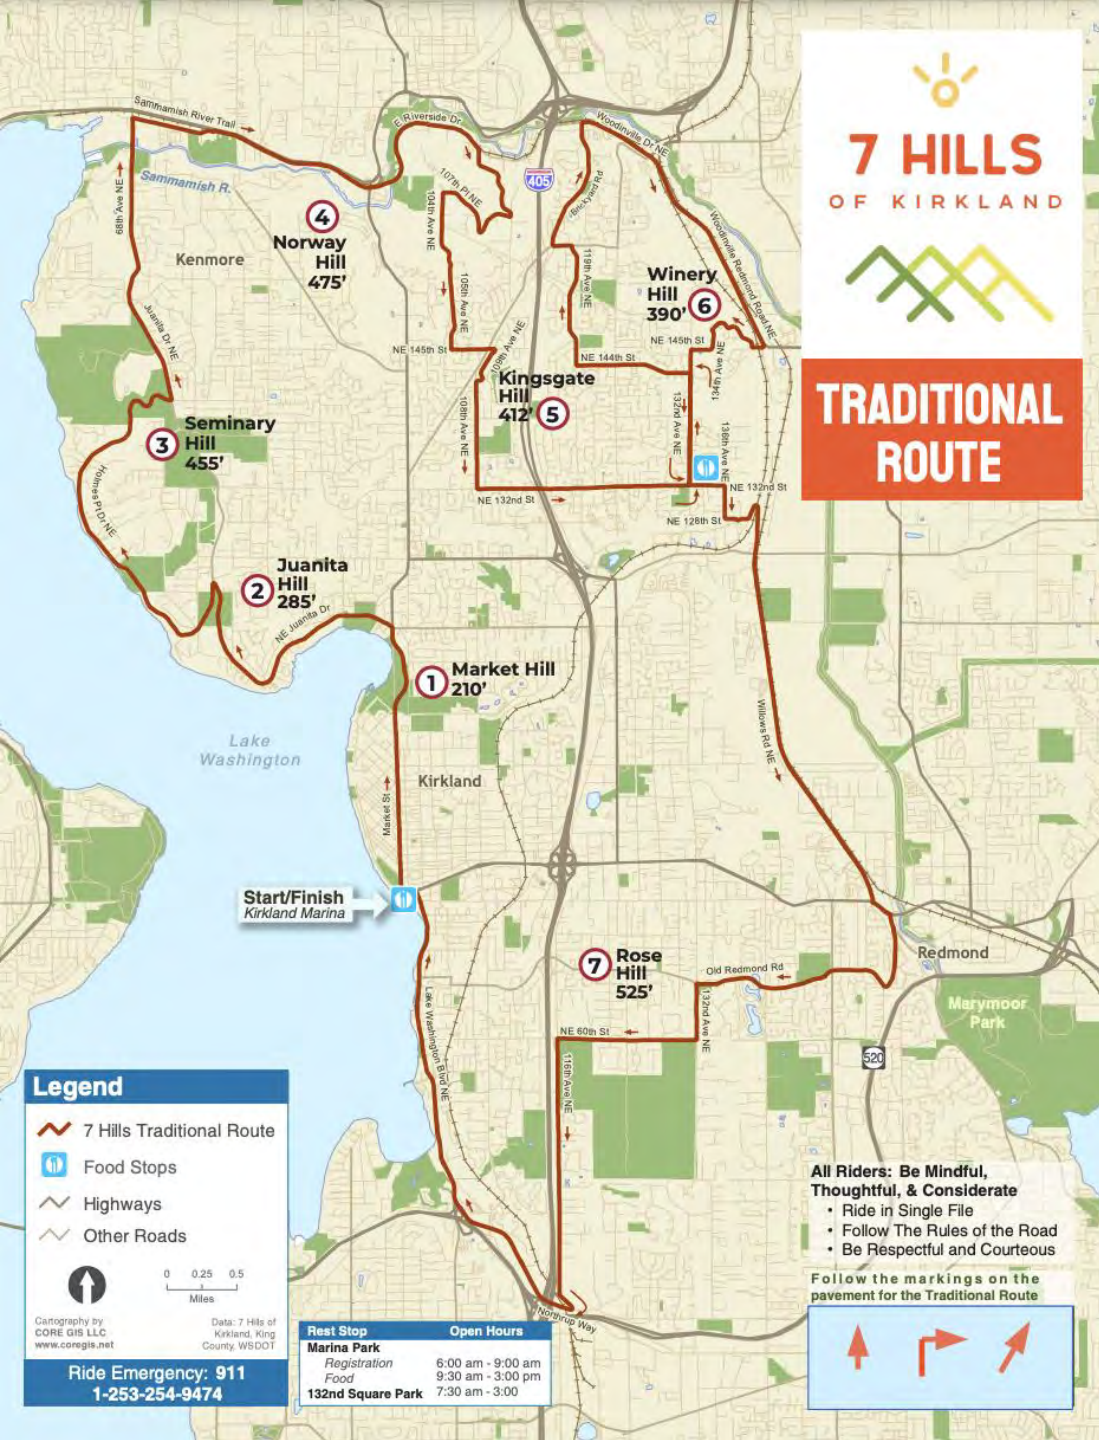 7 HILLS
OF KIRKLAND
TRADITIONAL
ROUTE
Sammamish River Trail
E Riverside Dr
Woodinville Dr NE
405
68th Ave NE
Sammamish R.
107th Pl NE
104th Ave NE
Brickyard Rd
Woodinville Redmond Road NE
4
Norway
Hill
475'
Kenmore
105th Ave NE
119th Ave NE
Winery
Hill
390'
6
Juanita Dr NE
NE 145th St
109th Ave NE
NE 144th St
NE 145th St
134th Ave NE
Kingsgate
Hill
412'
5
108th Ave NE
132nd Ave NE
136th Ave NE
3
Seminary
Hill
455'
Holmes Pt Dr NE
NE 132nd St
NE 132nd St
NE 128th St
2
Juanita
Hill
285'
NE Juanita Dr
1
Market Hill
210'
Lake
Washington
Kirkland
Market St
Willows Rd NE
Start/Finish
Kirkland Marina
7
Rose
Hill
525'
Old Redmond Rd
Redmond
132nd Ave NE
Marymoor
Park
NE 60th St
520
Lake Washington Blvd NE
116th Ave NE
Northrup Way
Legend
7 Hills Traditional Route
Food Stops
Highways
Other Roads
0 0.25 0.5
Miles
Cartography by
CORE GIS LLC
www.coregis.net
Data: 7 Hills of
Kirkland, King
County, WSDOT
Ride Emergency: 911
1-253-254-9474
Rest Stop Open Hours
Marina Park
Registration 6:00 am - 9:00 am
Food 9:30 am - 3:00 pm
132nd Square Park 7:30 am - 3:00
All Riders: Be Mindful,
Thoughtful, & Considerate
• Ride in Single File
• Follow The Rules of the Road
• Be Respectful and Courteous
Follow the markings on the
pavement for the Traditional Route